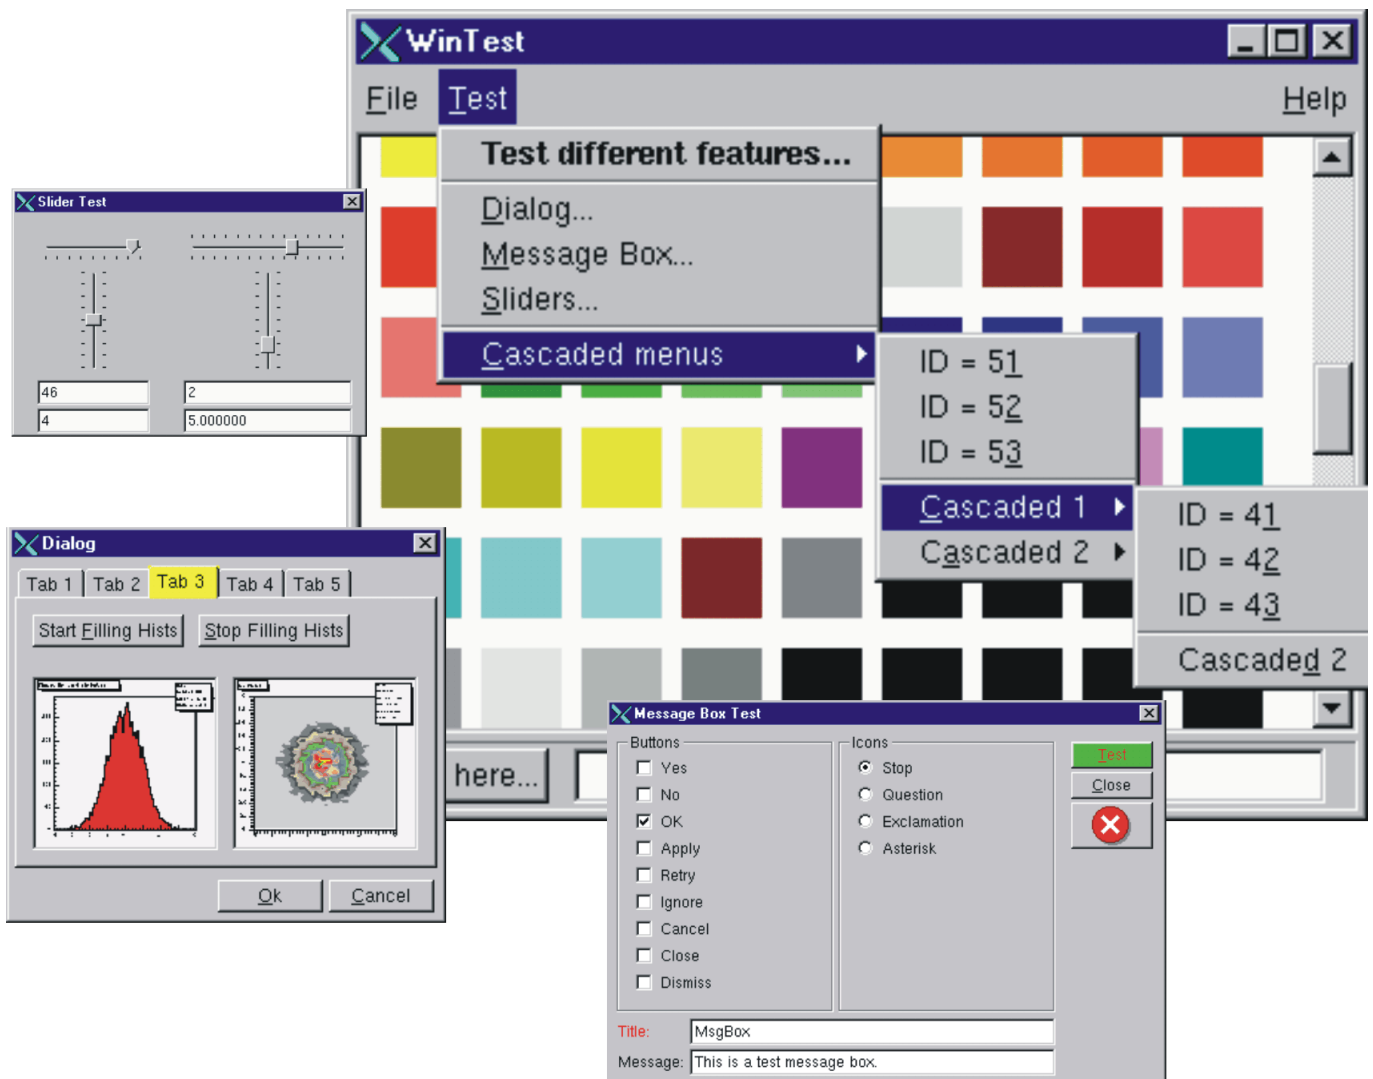 WinTest
File Test Help
Test different features...
Dialog...
Message Box...
Sliders...
Cascaded menus
ID = 51
ID = 52
ID = 53
Cascaded 1
Cascaded 2
ID = 41
ID = 42
ID = 43
Cascaded 2
here...
Slider Test
46
2
4
5.000000
Dialog
Tab 1 Tab 2 Tab 3 Tab 4 Tab 5
Start Filling Hists Stop Filling Hists
Ok Cancel
Message Box Test
Buttons
Yes
No
OK
Apply
Retry
Ignore
Cancel
Close
Dismiss
Icons
Stop
Question
Exclamation
Asterisk
Test
Close
Title: MsgBox
Message: This is a test message box.